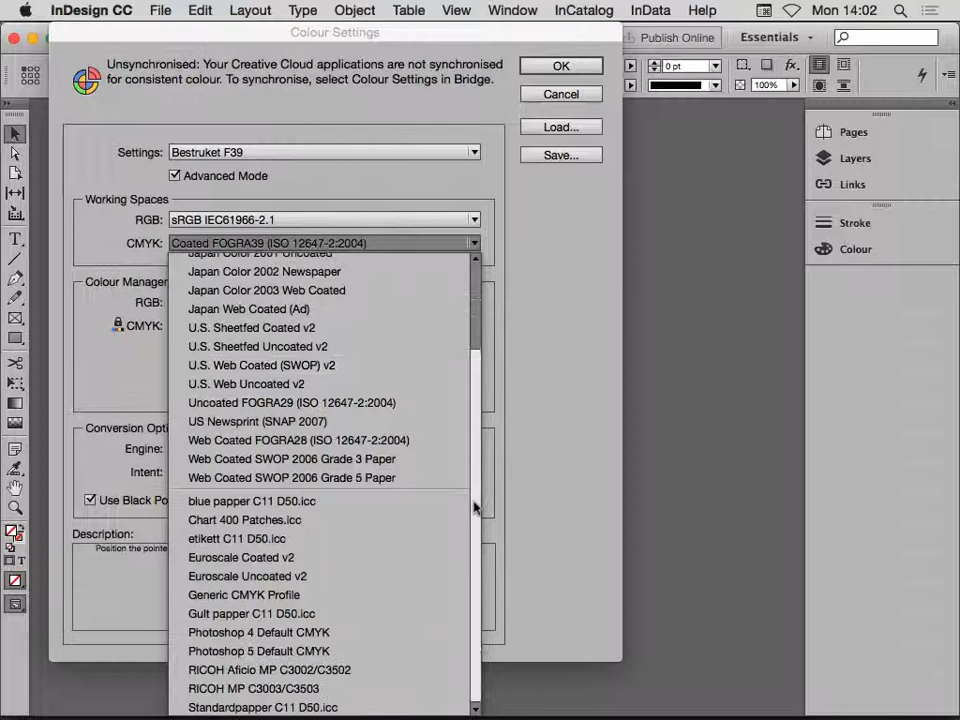 InDesign CC File Edit Layout Type Object Table View Window InCatalog InData Help Mon 14:02
Colour Settings
Publish Online
Essentials
Unsynchronised: Your Creative Cloud applications are not synchronised
for consistent colour. To synchronise, select Colour Settings in Bridge.
OK
0 pt
fx.
Cancel
100%
Load...
Save...
Settings: Bestruket F39
Advanced Mode
Working Spaces
RGB: sRGB IEC61966-2.1
CMYK: Coated FOGRA39 (ISO 12647-2:2004)
Japan Color 2001 Uncoated
Japan Color 2002 Newspaper
Japan Color 2003 Web Coated
Japan Web Coated (Ad)
U.S. Sheetfed Coated v2
U.S. Sheetfed Uncoated v2
U.S. Web Coated (SWOP) v2
U.S. Web Uncoated v2
Uncoated FOGRA29 (ISO 12647-2:2004)
US Newsprint (SNAP 2007)
Web Coated FOGRA28 (ISO 12647-2:2004)
Web Coated SWOP 2006 Grade 3 Paper
Web Coated SWOP 2006 Grade 5 Paper
blue papper C11 D50.icc
Chart 400 Patches.icc
etikett C11 D50.icc
Euroscale Coated v2
Euroscale Uncoated v2
Generic CMYK Profile
Gult papper C11 D50.icc
Photoshop 4 Default CMYK
Photoshop 5 Default CMYK
RICOH Aficio MP C3002/C3502
RICOH MP C3003/C3503
Standardpapper C11 D50.icc
Colour Manager
RGB:
CMYK:
Conversion Opti
Engine:
Intent:
Use Black Po
Description:
Position the pointe
Pages
Layers
Links
Stroke
Colour
T
T